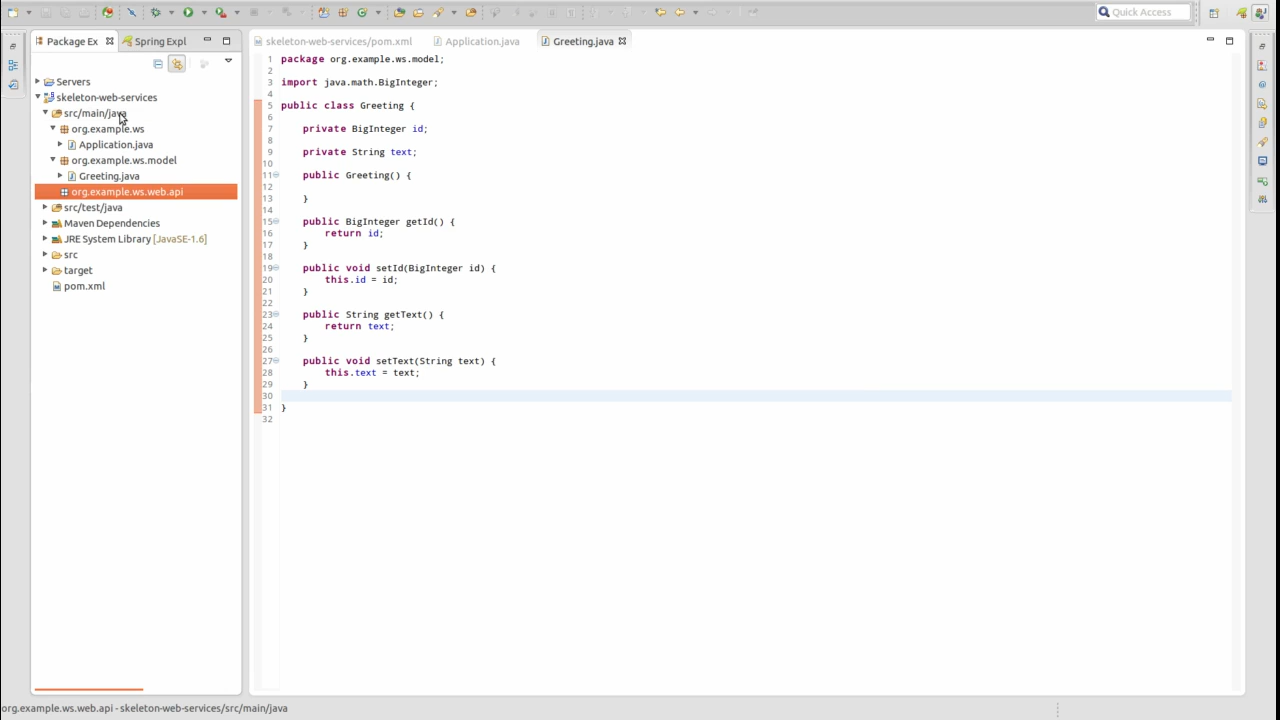 Quick Access
Package Ex
Spring Expl
skeleton-web-services/pom.xml
Application.java
Greeting.java
Servers
skeleton-web-services
src/main/java
org.example.ws
Application.java
org.example.ws.model
Greeting.java
org.example.ws.web.api
src/test/java
Maven Dependencies
JRE System Library [JavaSE-1.6]
src
target
pom.xml
1 package org.example.ws.model;
2
3 import java.math.BigInteger;
4
5 public class Greeting {
6
7 private BigInteger id;
8
9 private String text;
10
11 public Greeting() {
12
13 }
14
15 public BigInteger getId() {
16 return id;
17 }
18
19 public void setId(BigInteger id) {
20 this.id = id;
21 }
22
23 public String getText() {
24 return text;
25 }
26
27 public void setText(String text) {
28 this.text = text;
29 }
30
31 }
32
org.example.ws.web.api - skeleton-web-services/src/main/java